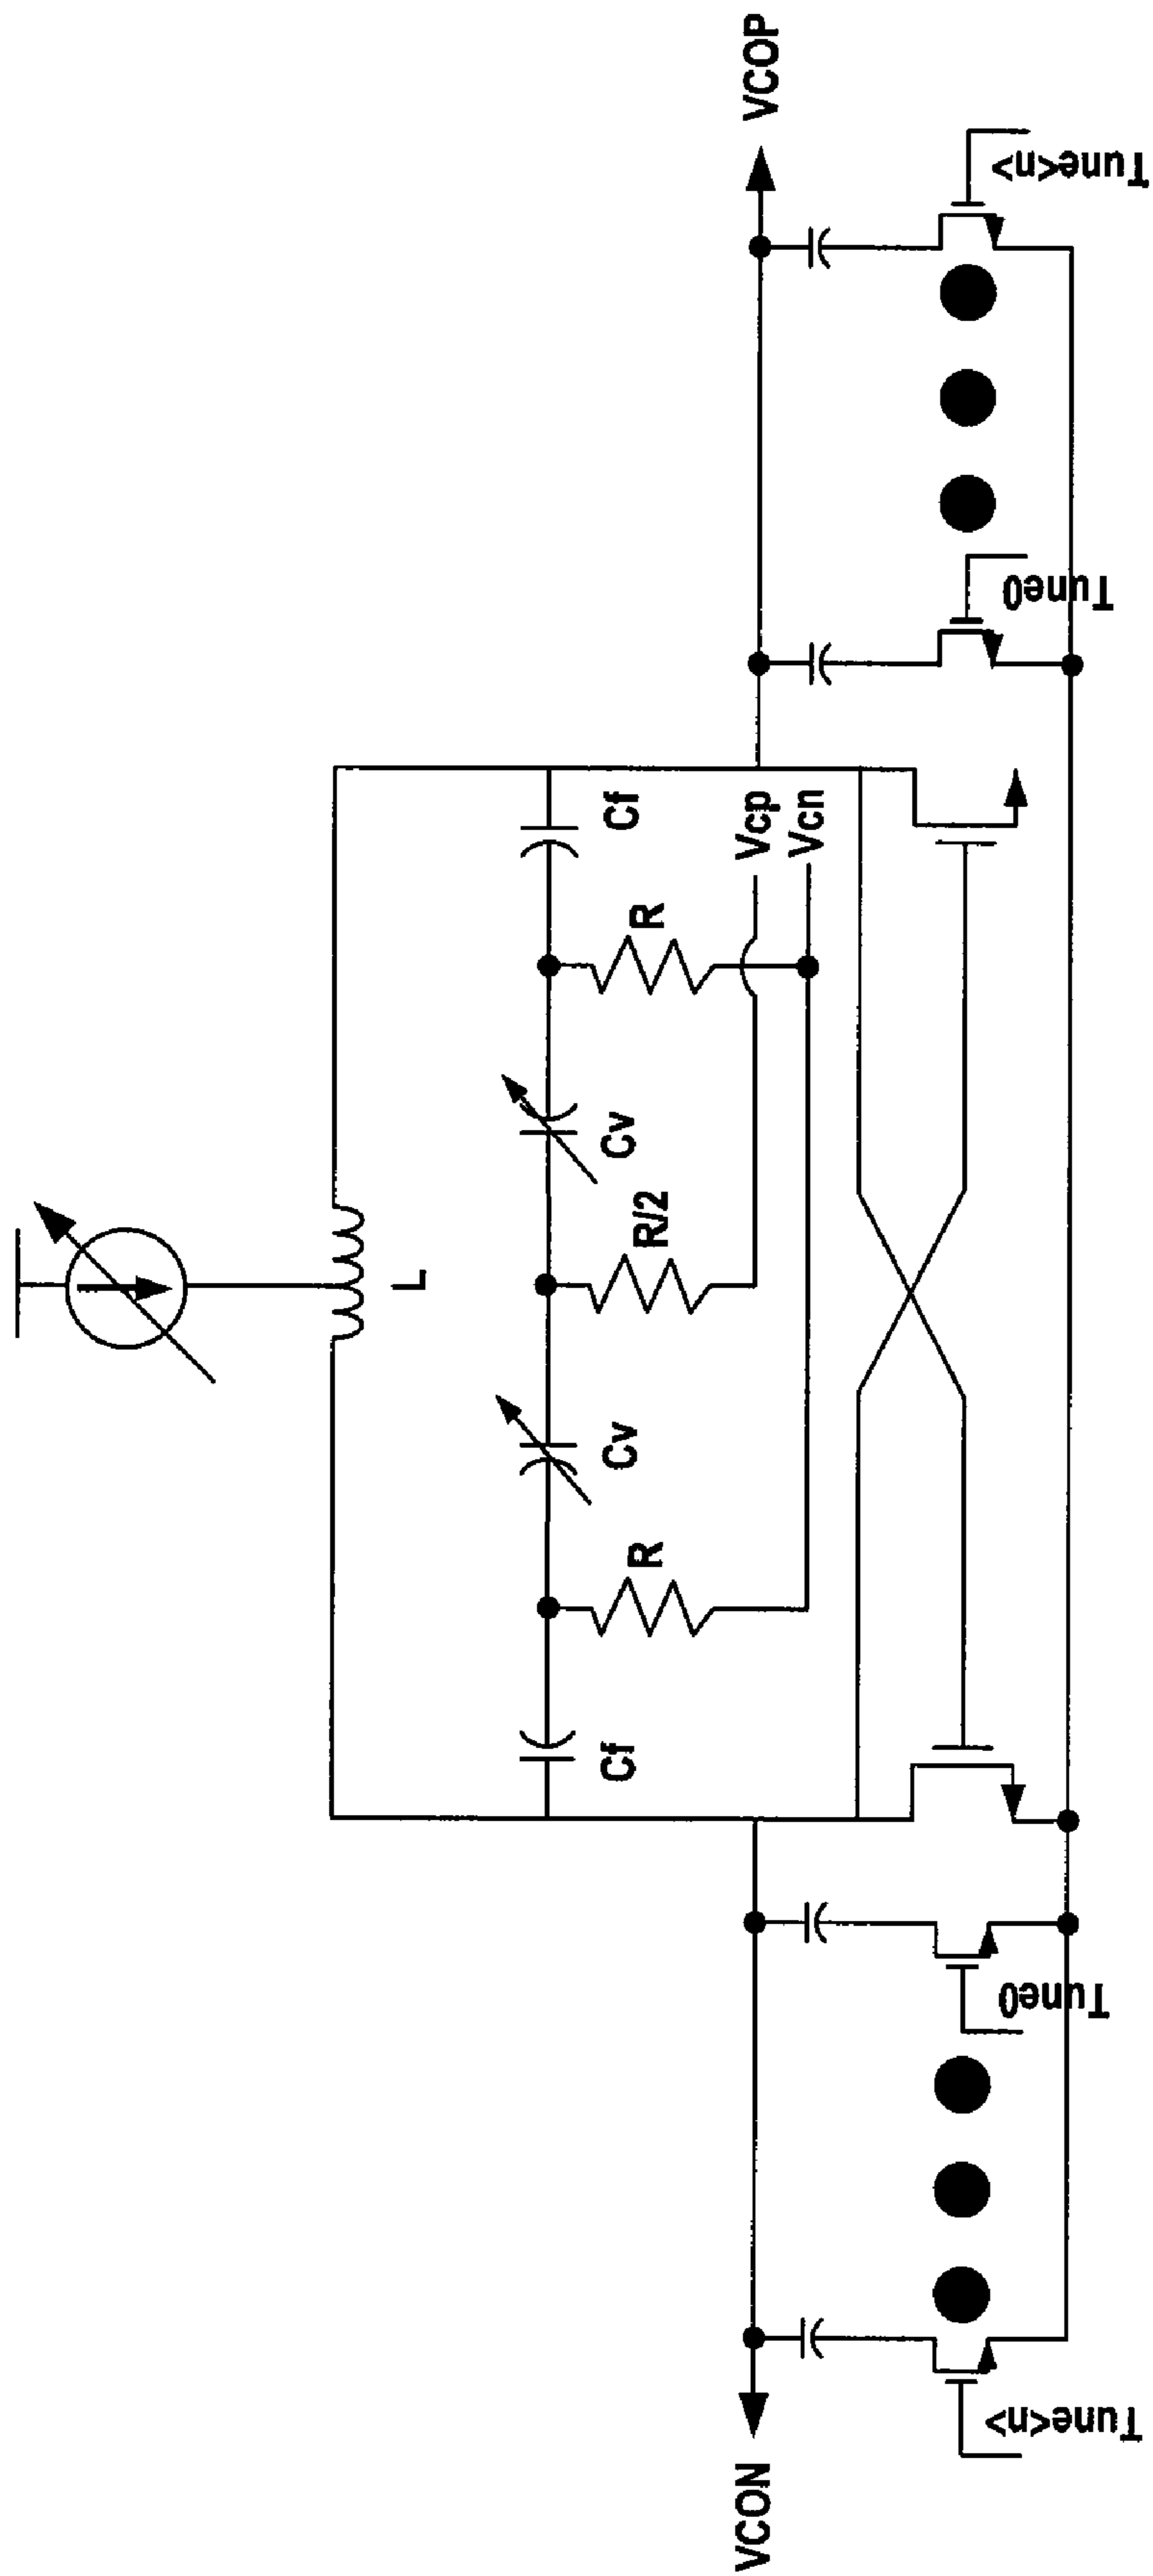 L
Cf
Cv
Cv
Cf
R
R/2
R
VCON
Vcp
VCOP
Vcn
Tune<n>
Tune0
Tune0
Tune<n>